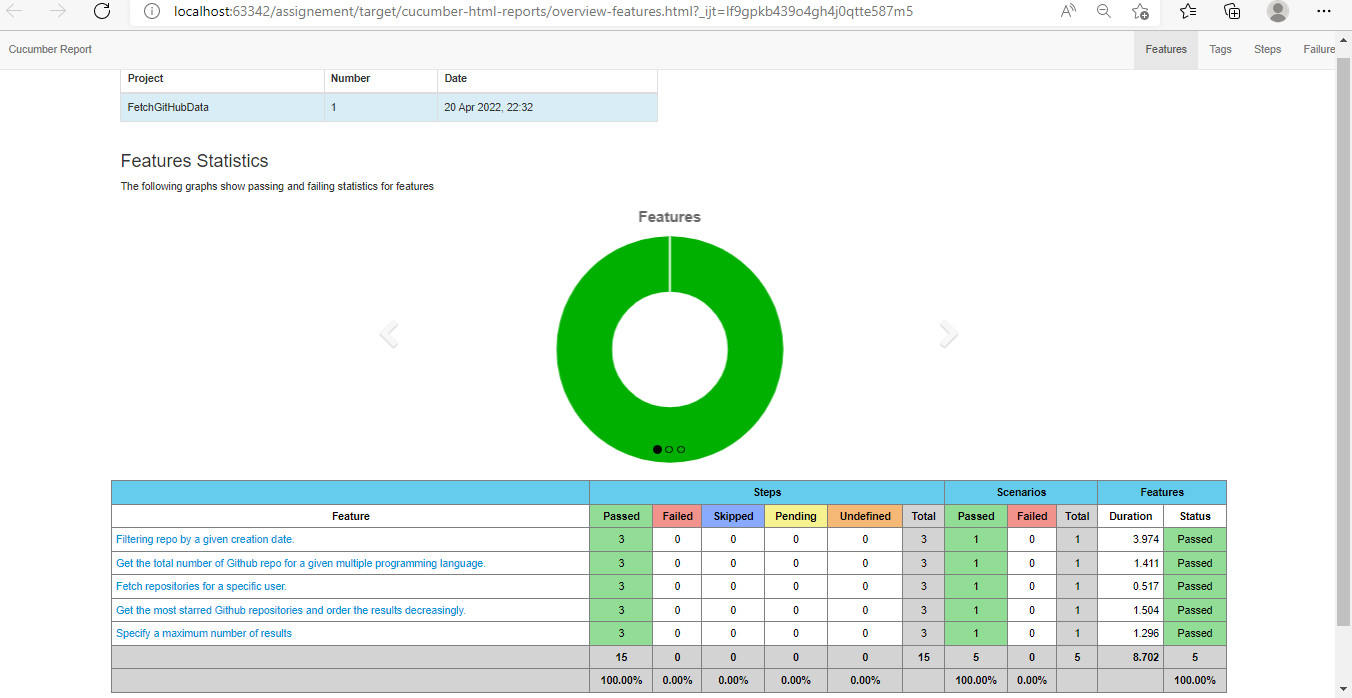 localhost:63342/assignement/target/cucumber-html-reports/overview-features.html?_ijt=lf9gpkb439o4gh4j0qtte587m5
Cucumber Report Features Tags Steps Failure
Project Number Date
FetchGitHubData 1 20 Apr 2022, 22:32
Features Statistics
The following graphs show passing and failing statistics for features
Features
Steps Scenarios Features
Feature Passed Failed Skipped Pending Undefined Total Passed Failed Total Duration Status
Filtering repo by a given creation date. 3 0 0 0 0 3 1 0 1 3.974 Passed
Get the total number of Github repo for a given multiple programming language. 3 0 0 0 0 3 1 0 1 1.411 Passed
Fetch repositories for a specific user. 3 0 0 0 0 3 1 0 1 0.517 Passed
Get the most starred Github repositories and order the results decreasingly. 3 0 0 0 0 3 1 0 1 1.504 Passed
Specify a maximum number of results 3 0 0 0 0 3 1 0 1 1.296 Passed
15 0 0 0 0 15 5 0 5 8.702 5
100.00% 0.00% 0.00% 0.00% 0.00% 100.00% 0.00% 100.00%